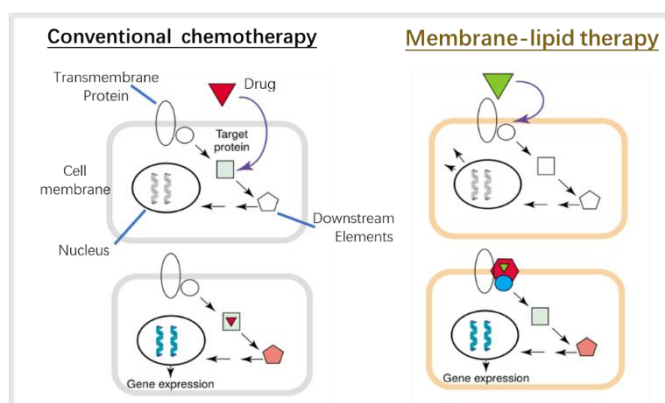 Conventional chemotherapy
Membrane-lipid therapy
Transmembrane
Protein
Drug
Target
protein
Cell
membrane
Downstream
Elements
Nucleus
Gene expression
Gene expression